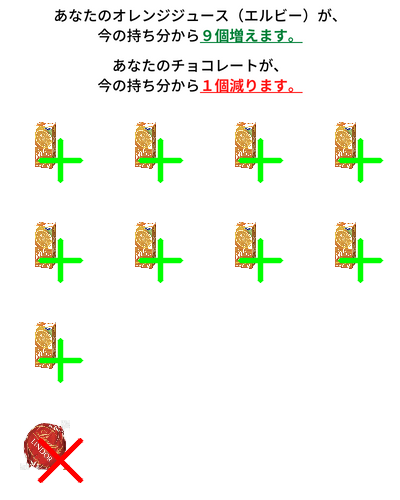 あなたのオレンジジュース（エルビー）が、
今の持ち分から９個増えます。
あなたのチョコレートが、
今の持ち分から１個減ります。
LINDOR